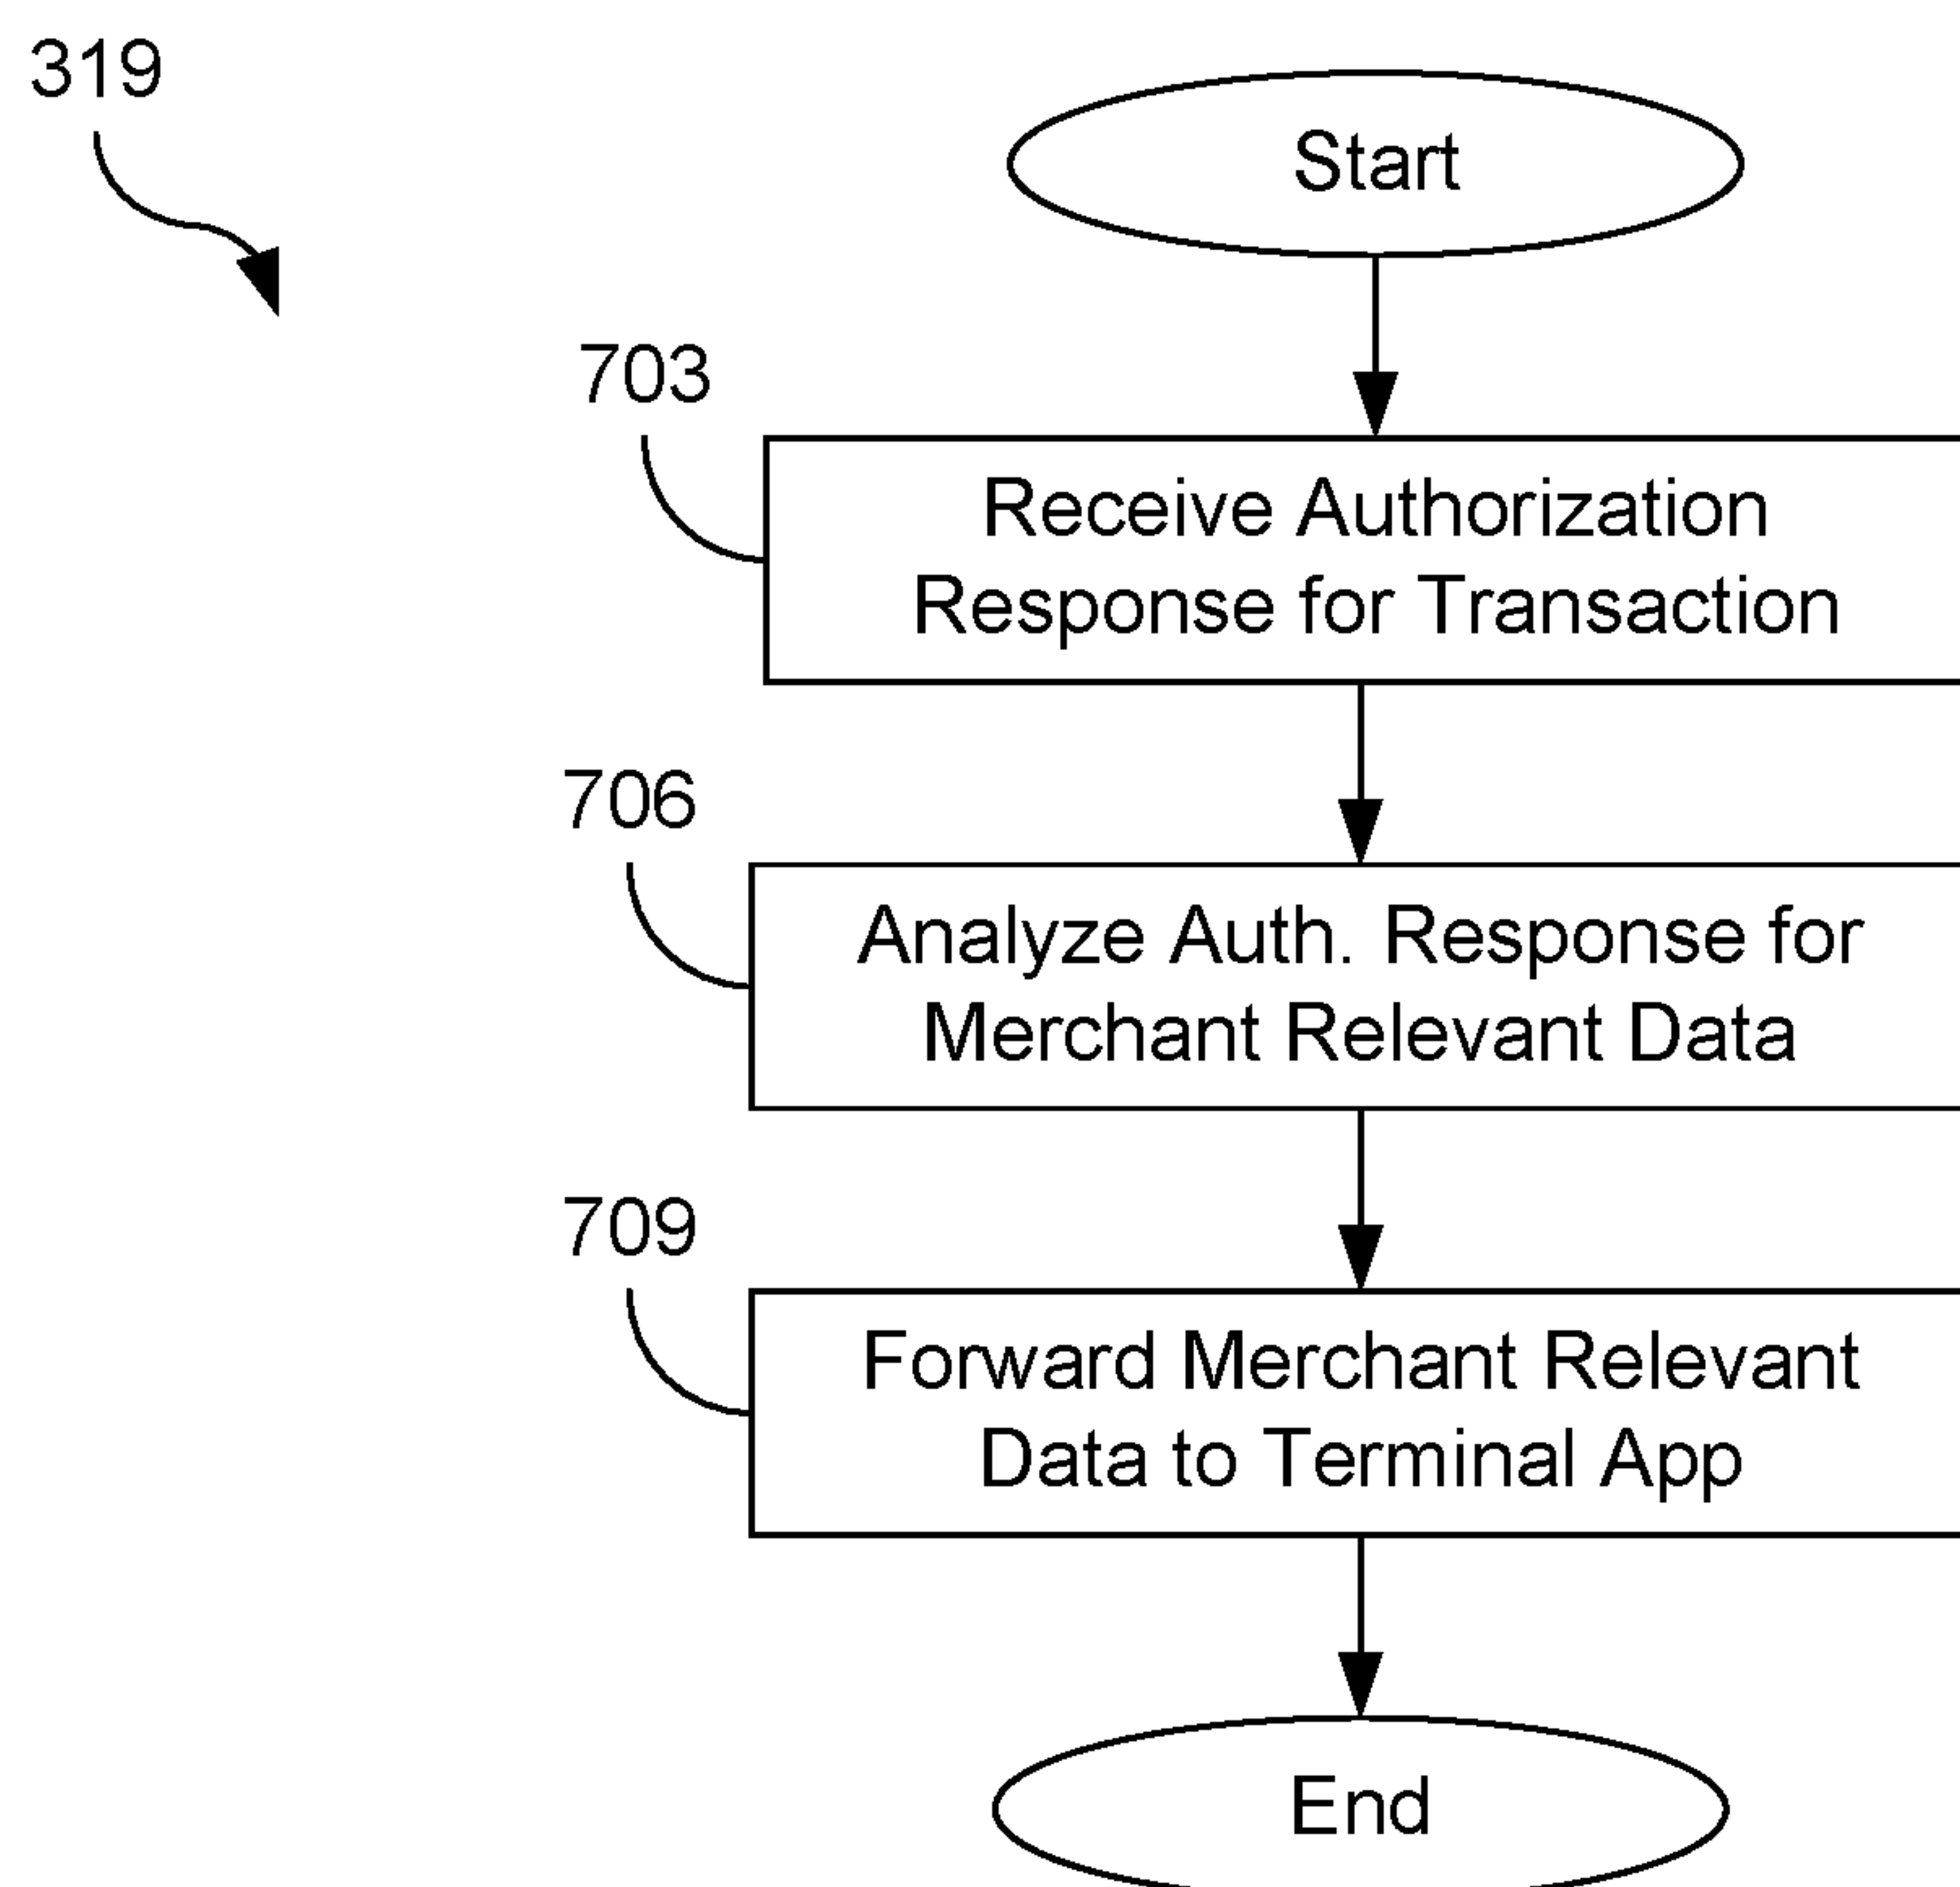 319
Start
703
Receive Authorization
Response for Transaction
706
Analyze Auth. Response for
Merchant Relevant Data
709
Forward Merchant Relevant
Data to Terminal App
End